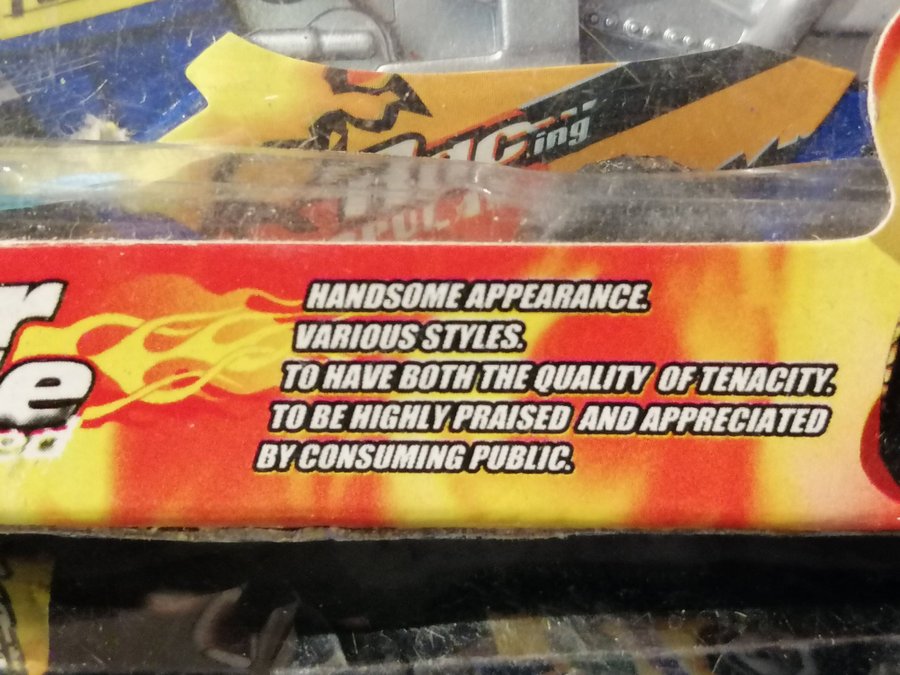 ing
HANDSOME APPEARANCE.
VARIOUS STYLES.
TO HAVE BOTH THE QUALITY OF TENACITY.
TO BE HIGHLY PRAISED AND APPRECIATED
BY CONSUMING PUBLIC.